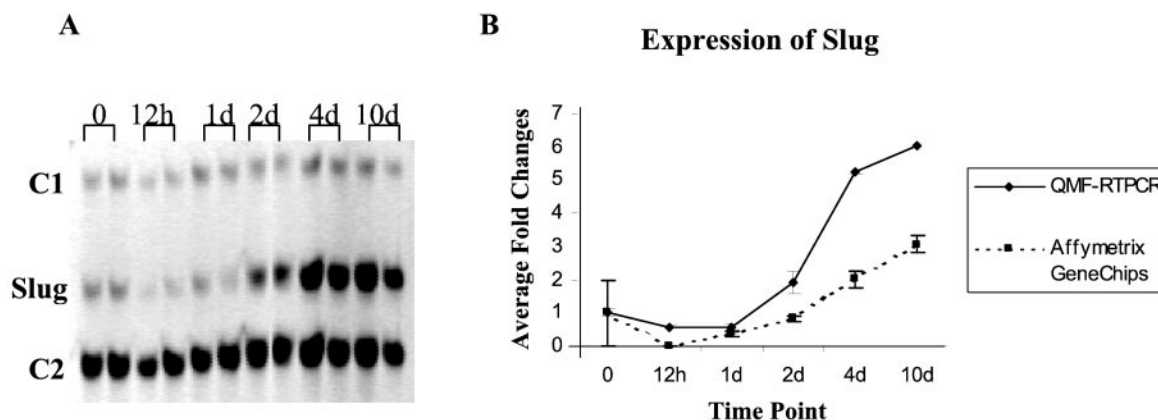 A
0 12h 1d 2d 4d 10d
C1
Slug
C2
B
Expression of Slug
Average Fold Changes
7
6
5
4
3
2
1
0
0 12h 1d 2d 4d 10d
Time Point
QMF-RTPCR
Affymetrix
GeneChips